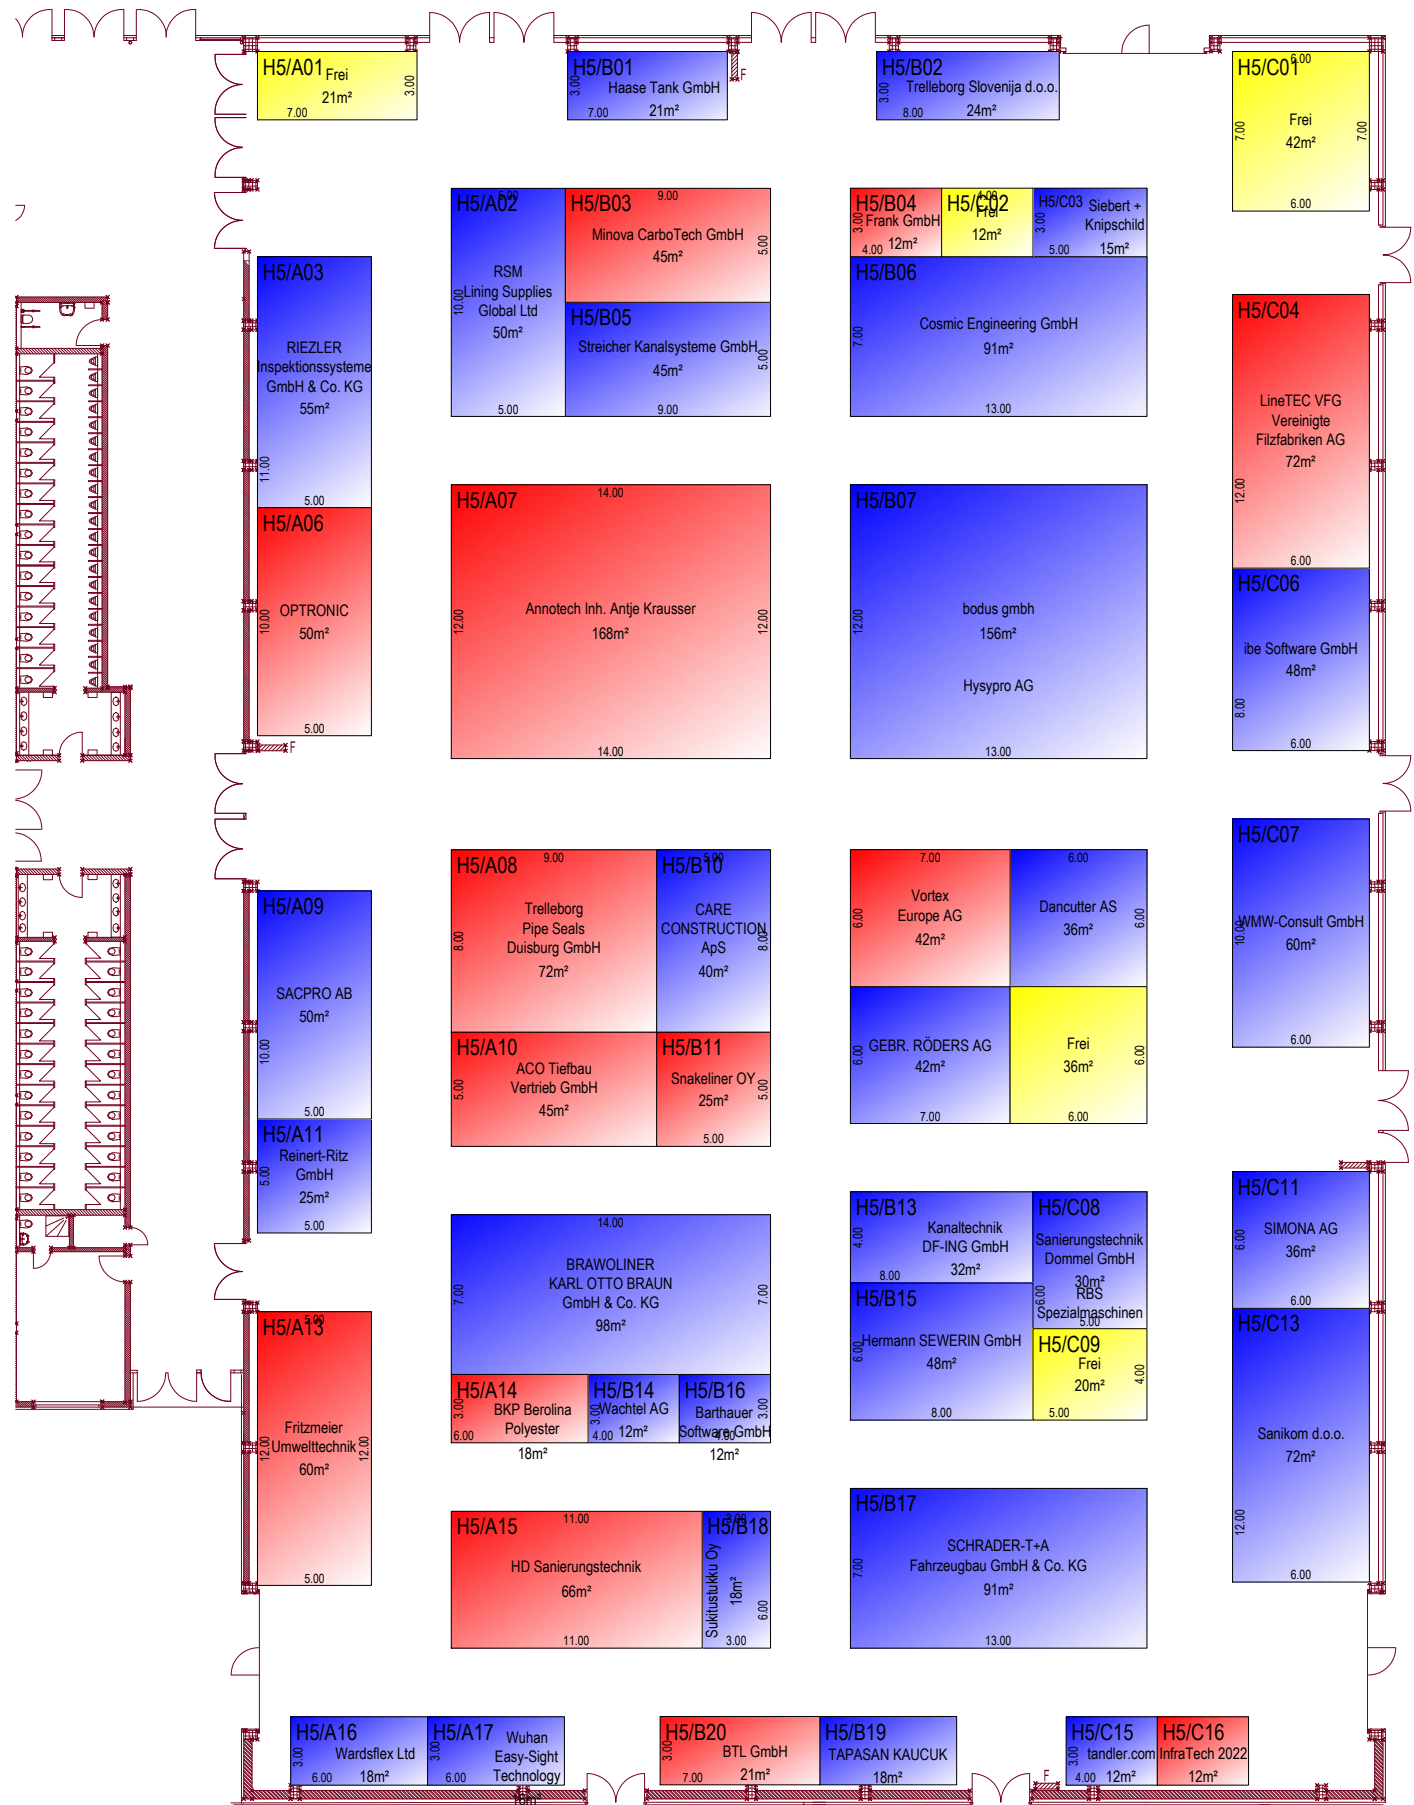 H5/A01
Frei
21m²
7.00
3.00
H5/B01
Haase Tank GmbH
21m²
3.00
7.00
F
H5/B02
Trelleborg Slovenija d.o.o.
24m²
3.00
8.00
H5/C01
6.00
Frei
42m²
7.00
7.00
6.00
H5/A02
5.00
RSM
Lining Supplies
Global Ltd
50m²
10.00
5.00
H5/B03
9.00
Minova CarboTech GmbH
45m²
5.00
H5/B05
Streicher Kanalsysteme GmbH
45m²
5.00
9.00
H5/B04
Frank GmbH
12m²
3.00
4.00
H5/C02
4.00
Frei
12m²
H5/C03
Siebert +
Knipschild
15m²
3.00
5.00
H5/B06
Cosmic Engineering GmbH
91m²
7.00
13.00
H5/A03
RIEZLER
Inspektionssysteme
GmbH & Co. KG
55m²
11.00
5.00
H5/C04
LineTEC VFG
Vereinigte
Filzfabriken AG
72m²
12.00
6.00
H5/A06
OPTRONIC
50m²
10.00
5.00
F
H5/A07
14.00
Annotech Inh. Antje Krausser
168m²
12.00
12.00
14.00
H5/B07
bodus gmbh
156m²
Hysypro AG
12.00
13.00
H5/C06
ibe Software GmbH
48m²
8.00
6.00
H5/C07
WMW-Consult GmbH
60m²
10.00
6.00
H5/A08
9.00
Trelleborg
Pipe Seals
Duisburg GmbH
72m²
8.00
H5/B10
5.00
CARE
CONSTRUCTION
ApS
40m²
8.00
7.00
Vortex
Europe AG
42m²
6.00
6.00
Dancutter AS
36m²
6.00
H5/A09
SACPRO AB
50m²
10.00
5.00
H5/A10
ACO Tiefbau
Vertrieb GmbH
45m²
5.00
H5/B11
Snakeliner OY
25m²
5.00
5.00
GEBR. RÖDERS AG
42m²
6.00
7.00
Frei
36m²
6.00
6.00
H5/A11
Reinert-Ritz
GmbH
25m²
5.00
5.00
H5/B13
Kanaltechnik
DF-ING GmbH
32m²
4.00
8.00
H5/C08
Sanierungstechnik
Dommel GmbH
30m²
RBS
Spezialmaschinen
6.00
5.00
H5/C11
SIMONA AG
36m²
6.00
6.00
14.00
BRAWOLINER
KARL OTTO BRAUN
GmbH & Co. KG
98m²
7.00
7.00
H5/B15
Hermann SEWERIN GmbH
48m²
6.00
8.00
H5/C09
Frei
20m²
4.00
5.00
H5/A13
5.00
Fritzmeier
Umwelttechnik
60m²
12.00
12.00
5.00
H5/C13
Sanikom d.o.o.
72m²
12.00
6.00
H5/A14
BKP Berolina
Polyester
18m²
3.00
6.00
H5/B14
Wachtel AG
12m²
3.00
4.00
H5/B16
Barthauer
Software GmbH
12m²
3.00
4.00
H5/A15
11.00
HD Sanierungstechnik
66m²
11.00
H5/B18
3.00
Sukitustukku Oy
18m²
6.00
3.00
H5/B17
SCHRADER-T+A
Fahrzeugbau GmbH & Co. KG
91m²
7.00
13.00
H5/A16
Wardsflex Ltd
18m²
3.00
6.00
H5/A17
Wuhan
Easy-Sight
Technology
3.00
6.00
H5/B20
BTL GmbH
21m²
3.00
7.00
H5/B19
TAPASAN KAUCUK
18m²
F
H5/C15
tandler.com
12m²
3.00
4.00
H5/C16
InfraTech 2022
12m²